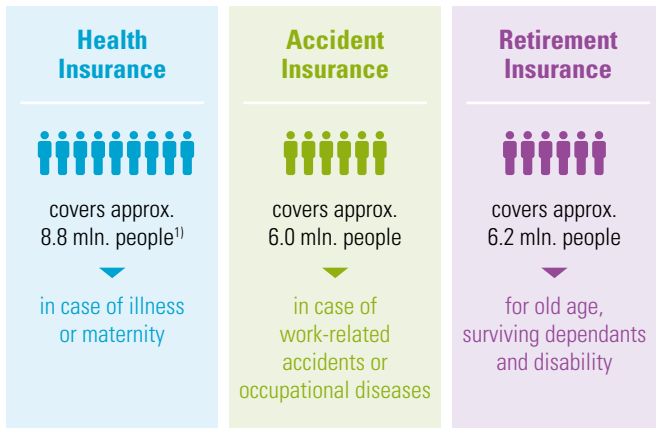 Health
Insurance
covers approx.
8.8 mln. people¹⁾
in case of illness
or maternity
Accident
Insurance
covers approx.
6.0 mln. people
in case of
work-related
accidents or
occupational diseases
Retirement
Insurance
covers approx.
6.2 mln. people
for old age,
surviving dependants
and disability